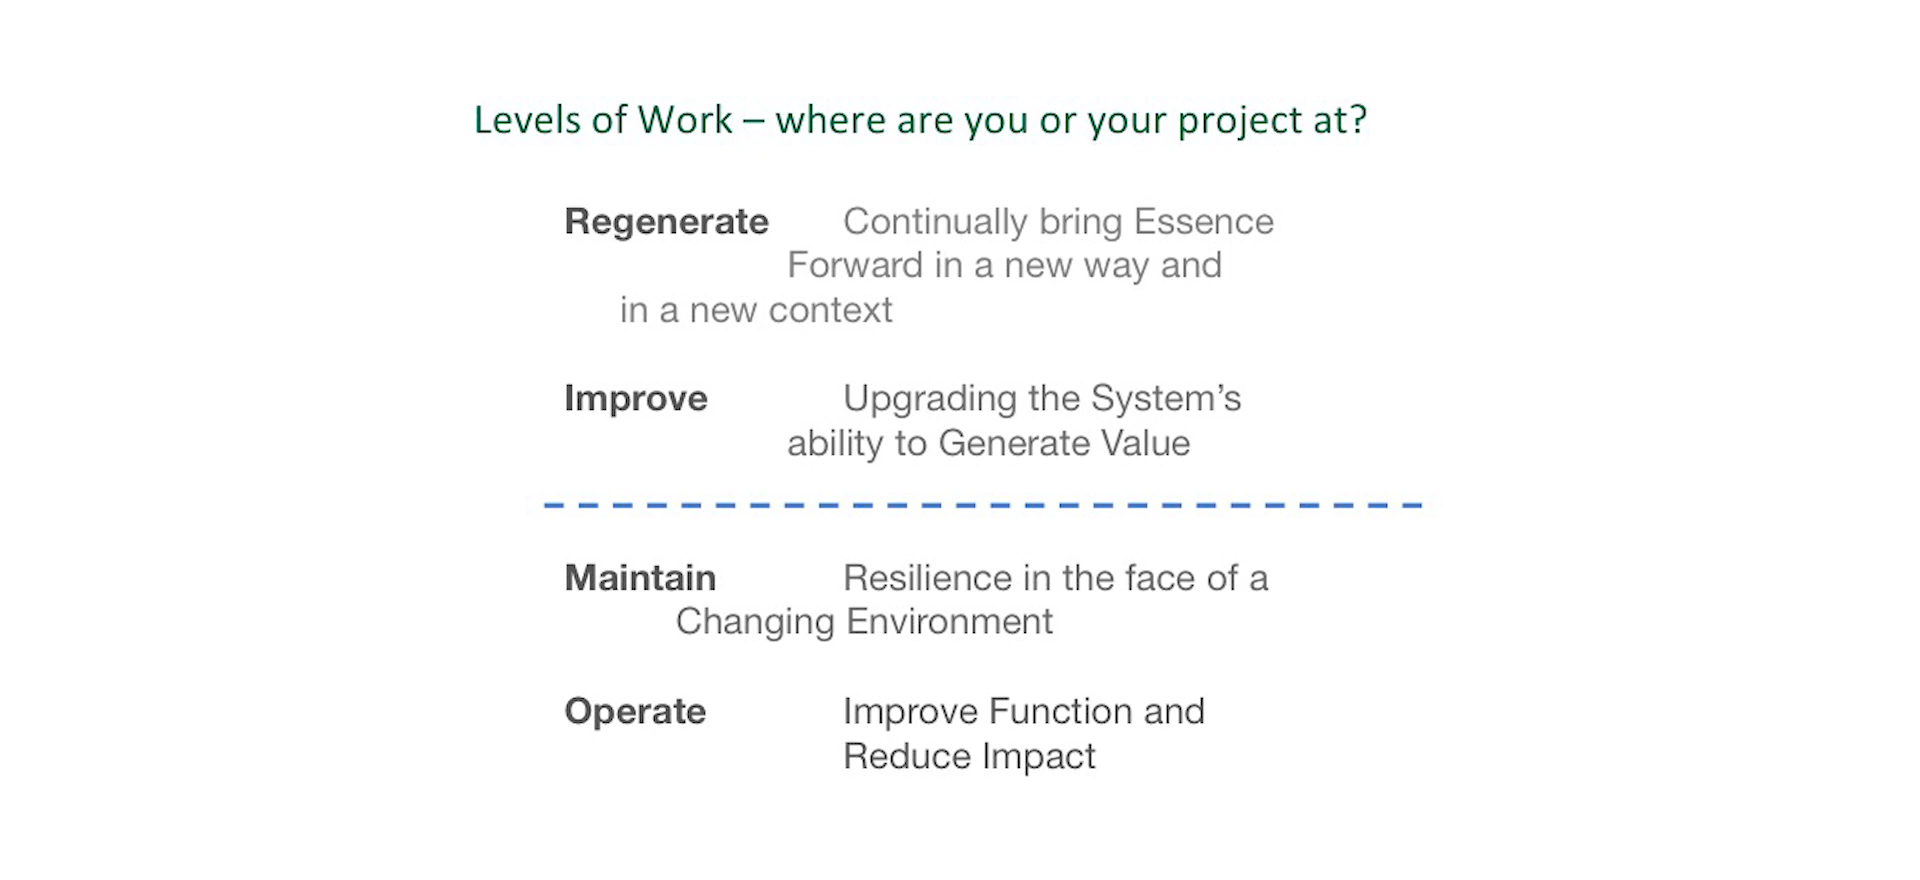 Levels of Work – where are you or your project at?
Regenerate Continually bring Essence
Forward in a new way and
in a new context
Improve Upgrading the System’s
ability to Generate Value
Maintain Resilience in the face of a
Changing Environment
Operate Improve Function and
Reduce Impact